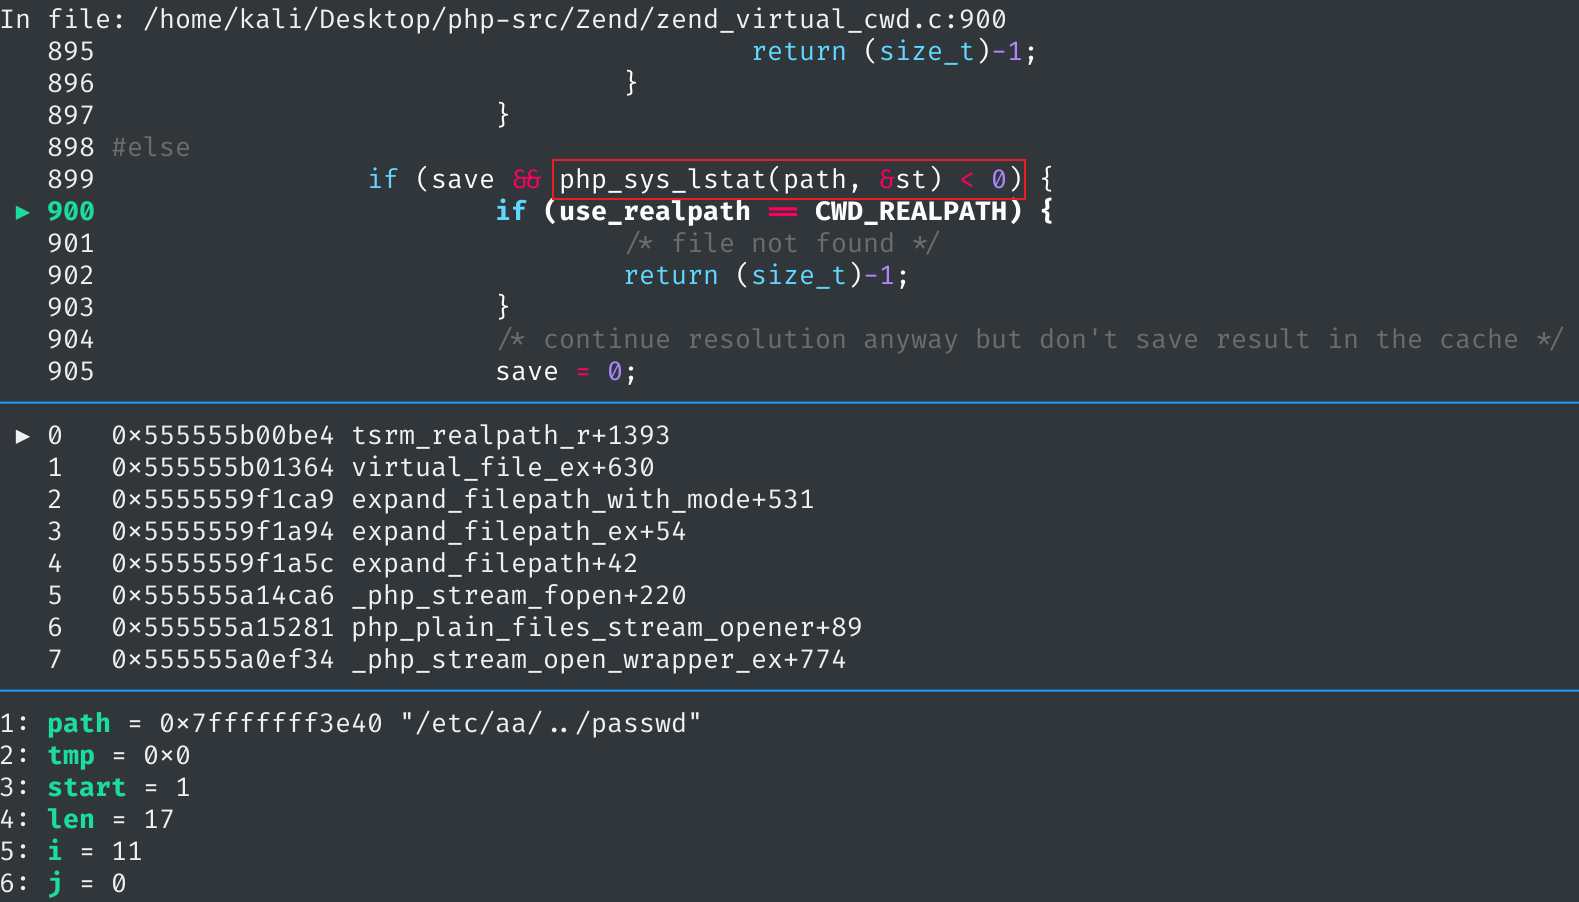 In file: /home/kali/Desktop/php-src/Zend/zend_virtual_cwd.c:900
895 return (size_t)-1;
896 }
897 }
898 #else
899 if (save && php_sys_lstat(path, &st) < 0) {
► 900 if (use_realpath == CWD_REALPATH) {
901 /* file not found */
902 return (size_t)-1;
903 }
904 /* continue resolution anyway but don't save result in the cache */
905 save = 0;
► 0 0x555555b00be4 tsrm_realpath_r+1393
1 0x555555b01364 virtual_file_ex+630
2 0x5555559f1ca9 expand_filepath_with_mode+531
3 0x5555559f1a94 expand_filepath_ex+54
4 0x5555559f1a5c expand_filepath+42
5 0x555555a14ca6 _php_stream_fopen+220
6 0x555555a15281 php_plain_files_stream_opener+89
7 0x555555a0ef34 _php_stream_open_wrapper_ex+774
1: path = 0x7fffffff3e40 "/etc/aa/../passwd"
2: tmp = 0x0
3: start = 1
4: len = 17
5: i = 11
6: j = 0